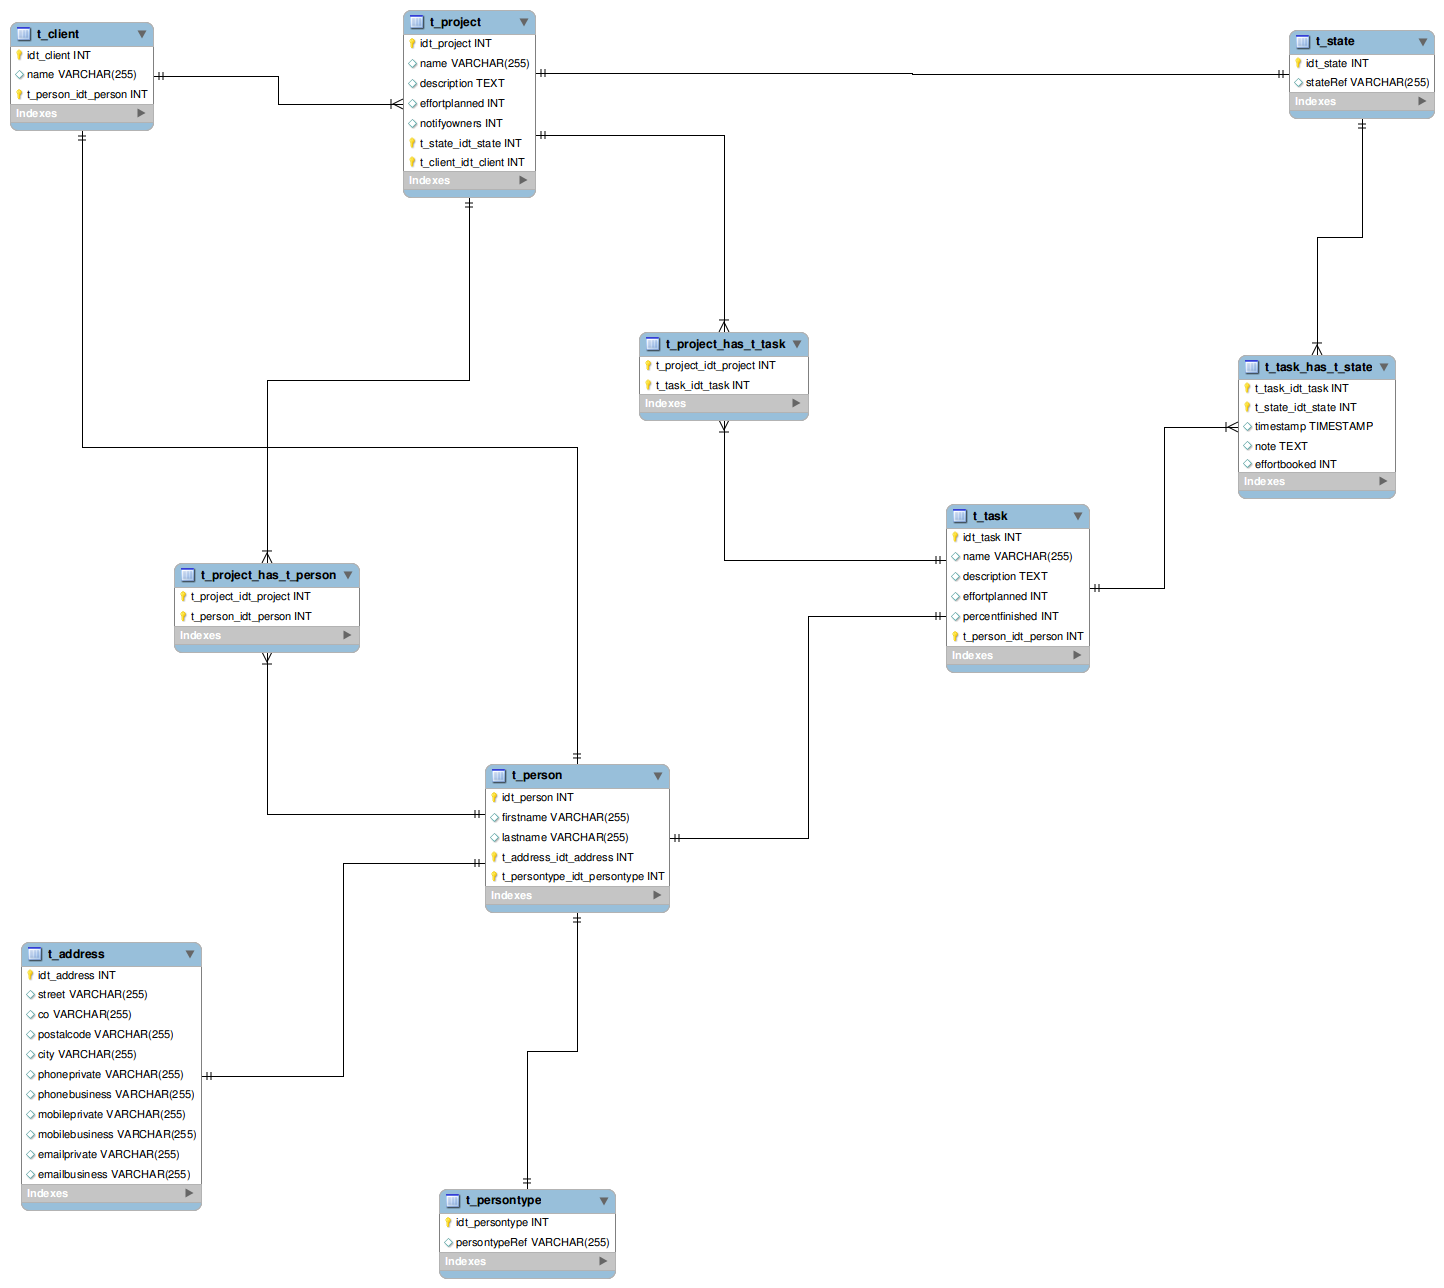 t_client
idt_client INT
name VARCHAR(255)
t_person_idt_person INT
Indexes
t_project
idt_project INT
name VARCHAR(255)
description TEXT
effortplanned INT
notifyowners INT
t_state_idt_state INT
t_client_idt_client INT
Indexes
t_state
idt_state INT
stateRef VARCHAR(255)
Indexes
t_project_has_t_task
t_project_idt_project INT
t_task_idt_task INT
Indexes
t_task_has_t_state
t_task_idt_task INT
t_state_idt_state INT
timestamp TIMESTAMP
note TEXT
effortbooked INT
Indexes
t_task
idt_task INT
name VARCHAR(255)
description TEXT
effortplanned INT
percentfinished INT
t_person_idt_person INT
Indexes
t_project_has_t_person
t_project_idt_project INT
t_person_idt_person INT
Indexes
t_person
idt_person INT
firstname VARCHAR(255)
lastname VARCHAR(255)
t_address_idt_address INT
t_persontype_idt_persontype INT
Indexes
t_address
idt_address INT
street VARCHAR(255)
co VARCHAR(255)
postalcode VARCHAR(255)
city VARCHAR(255)
phoneprivate VARCHAR(255)
phonebusiness VARCHAR(255)
mobileprivate VARCHAR(255)
mobilebusiness VARCHAR(255)
emailprivate VARCHAR(255)
emailbusiness VARCHAR(255)
Indexes
t_persontype
idt_persontype INT
persontypeRef VARCHAR(255)
Indexes